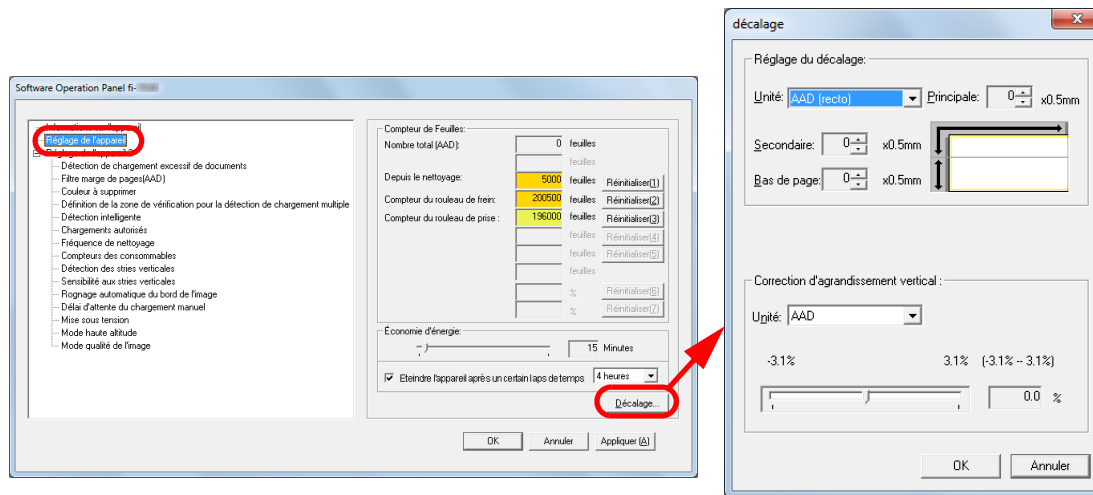 Software Operation Panel fi-
Réglage de l'appareil
Détection de chargement excessif de documents
Filtre marge de pages(AAD)
Couleur à supprimer
Définition de la zone de vérification pour la détection de chargement multiple
Détection intelligente
Chargements autorisés
Fréquence de nettoyage
Compteurs des consommables
Détection des stries verticales
Sensibilité aux stries verticales
Rognage automatique du bord de l'image
Délai d'attente du chargement manuel
Mise sous tension
Mode haute altitude
Mode qualité de l'image
Compteur de Feuilles:
Nombre total (AAD): 0 feuilles
feuilles
Depuis le nettoyage: 5000 feuilles Réinitialiser(1)
Compteur du rouleau de frein: 200500 feuilles Réinitialiser(2)
Compteur du rouleau de prise : 196000 feuilles Réinitialiser(3)
feuilles Réinitialiser(4)
feuilles Réinitialiser(5)
feuilles
% Réinitialiser(6)
% Réinitialiser(7)
Économie d'énergie:
15 Minutes
Eteindre l'appareil après un certain laps de temps 4 heures
Décalage...
OK Annuler Appliquer (A)
décalage
Réglage du décalage:
Unité: AAD (recto) Principale: 0 x0.5mm
Secondaire: 0 x0.5mm
Bas de page: 0 x0.5mm
Correction d'agrandissement vertical :
Unité: AAD
-3.1% 3.1% (-3.1% -- 3.1%)
0.0 %
OK Annuler